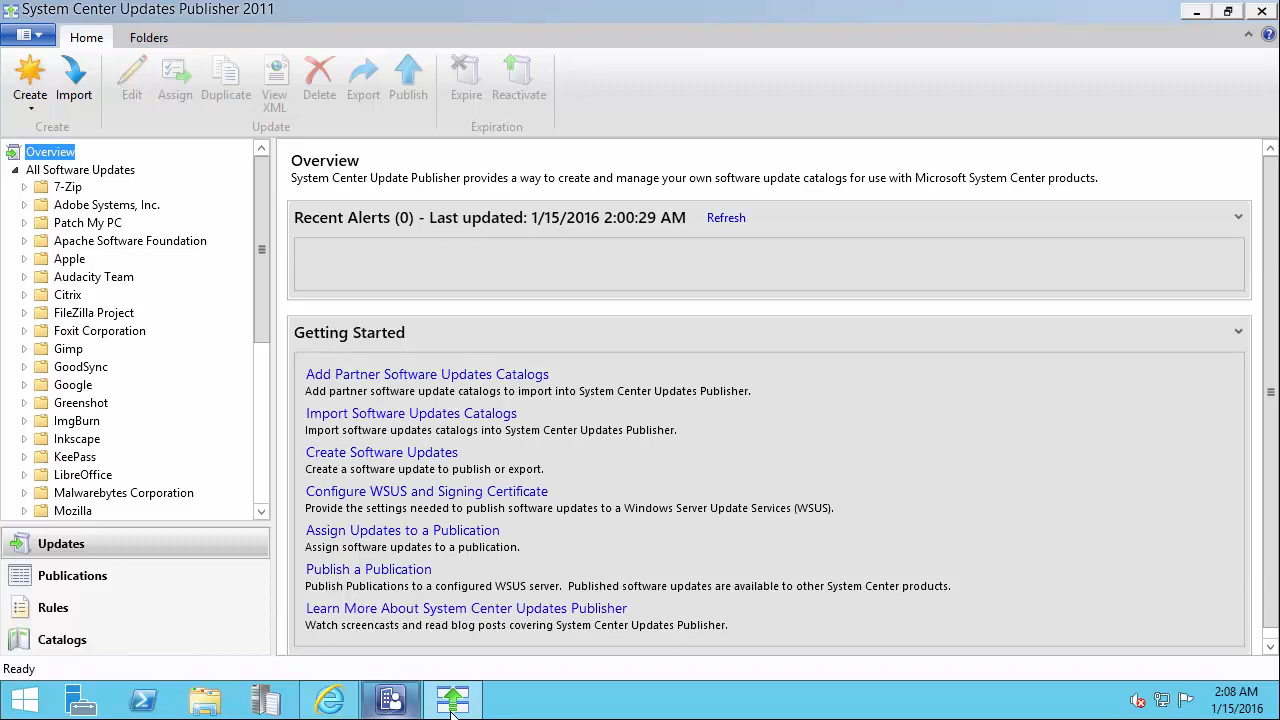 System Center Updates Publisher 2011
Home
Folders
Create
Import
Edit
Assign
Duplicate
View
XML
Delete
Export
Publish
Expire
Reactivate
Create
Update
Expiration
Overview
All Software Updates
7-Zip
Adobe Systems, Inc.
Patch My PC
Apache Software Foundation
Apple
Audacity Team
Citrix
FileZilla Project
Foxit Corporation
Gimp
GoodSync
Google
Greenshot
ImgBurn
Inkscape
KeePass
LibreOffice
Malwarebytes Corporation
Mozilla
Updates
Publications
Rules
Catalogs
Overview
System Center Update Publisher provides a way to create and manage your own software update catalogs for use with Microsoft System Center products.
Recent Alerts (0) - Last updated: 1/15/2016 2:00:29 AM Refresh
Getting Started
Add Partner Software Updates Catalogs
Add partner software update catalogs to import into System Center Updates Publisher.
Import Software Updates Catalogs
Import software updates catalogs into System Center Updates Publisher.
Create Software Updates
Create a software update to publish or export.
Configure WSUS and Signing Certificate
Provide the settings needed to publish software updates to a Windows Server Update Services (WSUS).
Assign Updates to a Publication
Assign software updates to a publication.
Publish a Publication
Publish Publications to a configured WSUS server. Published software updates are available to other System Center products.
Learn More About System Center Updates Publisher
Watch screencasts and read blog posts covering System Center Updates Publisher.
Ready
2:08 AM
1/15/2016